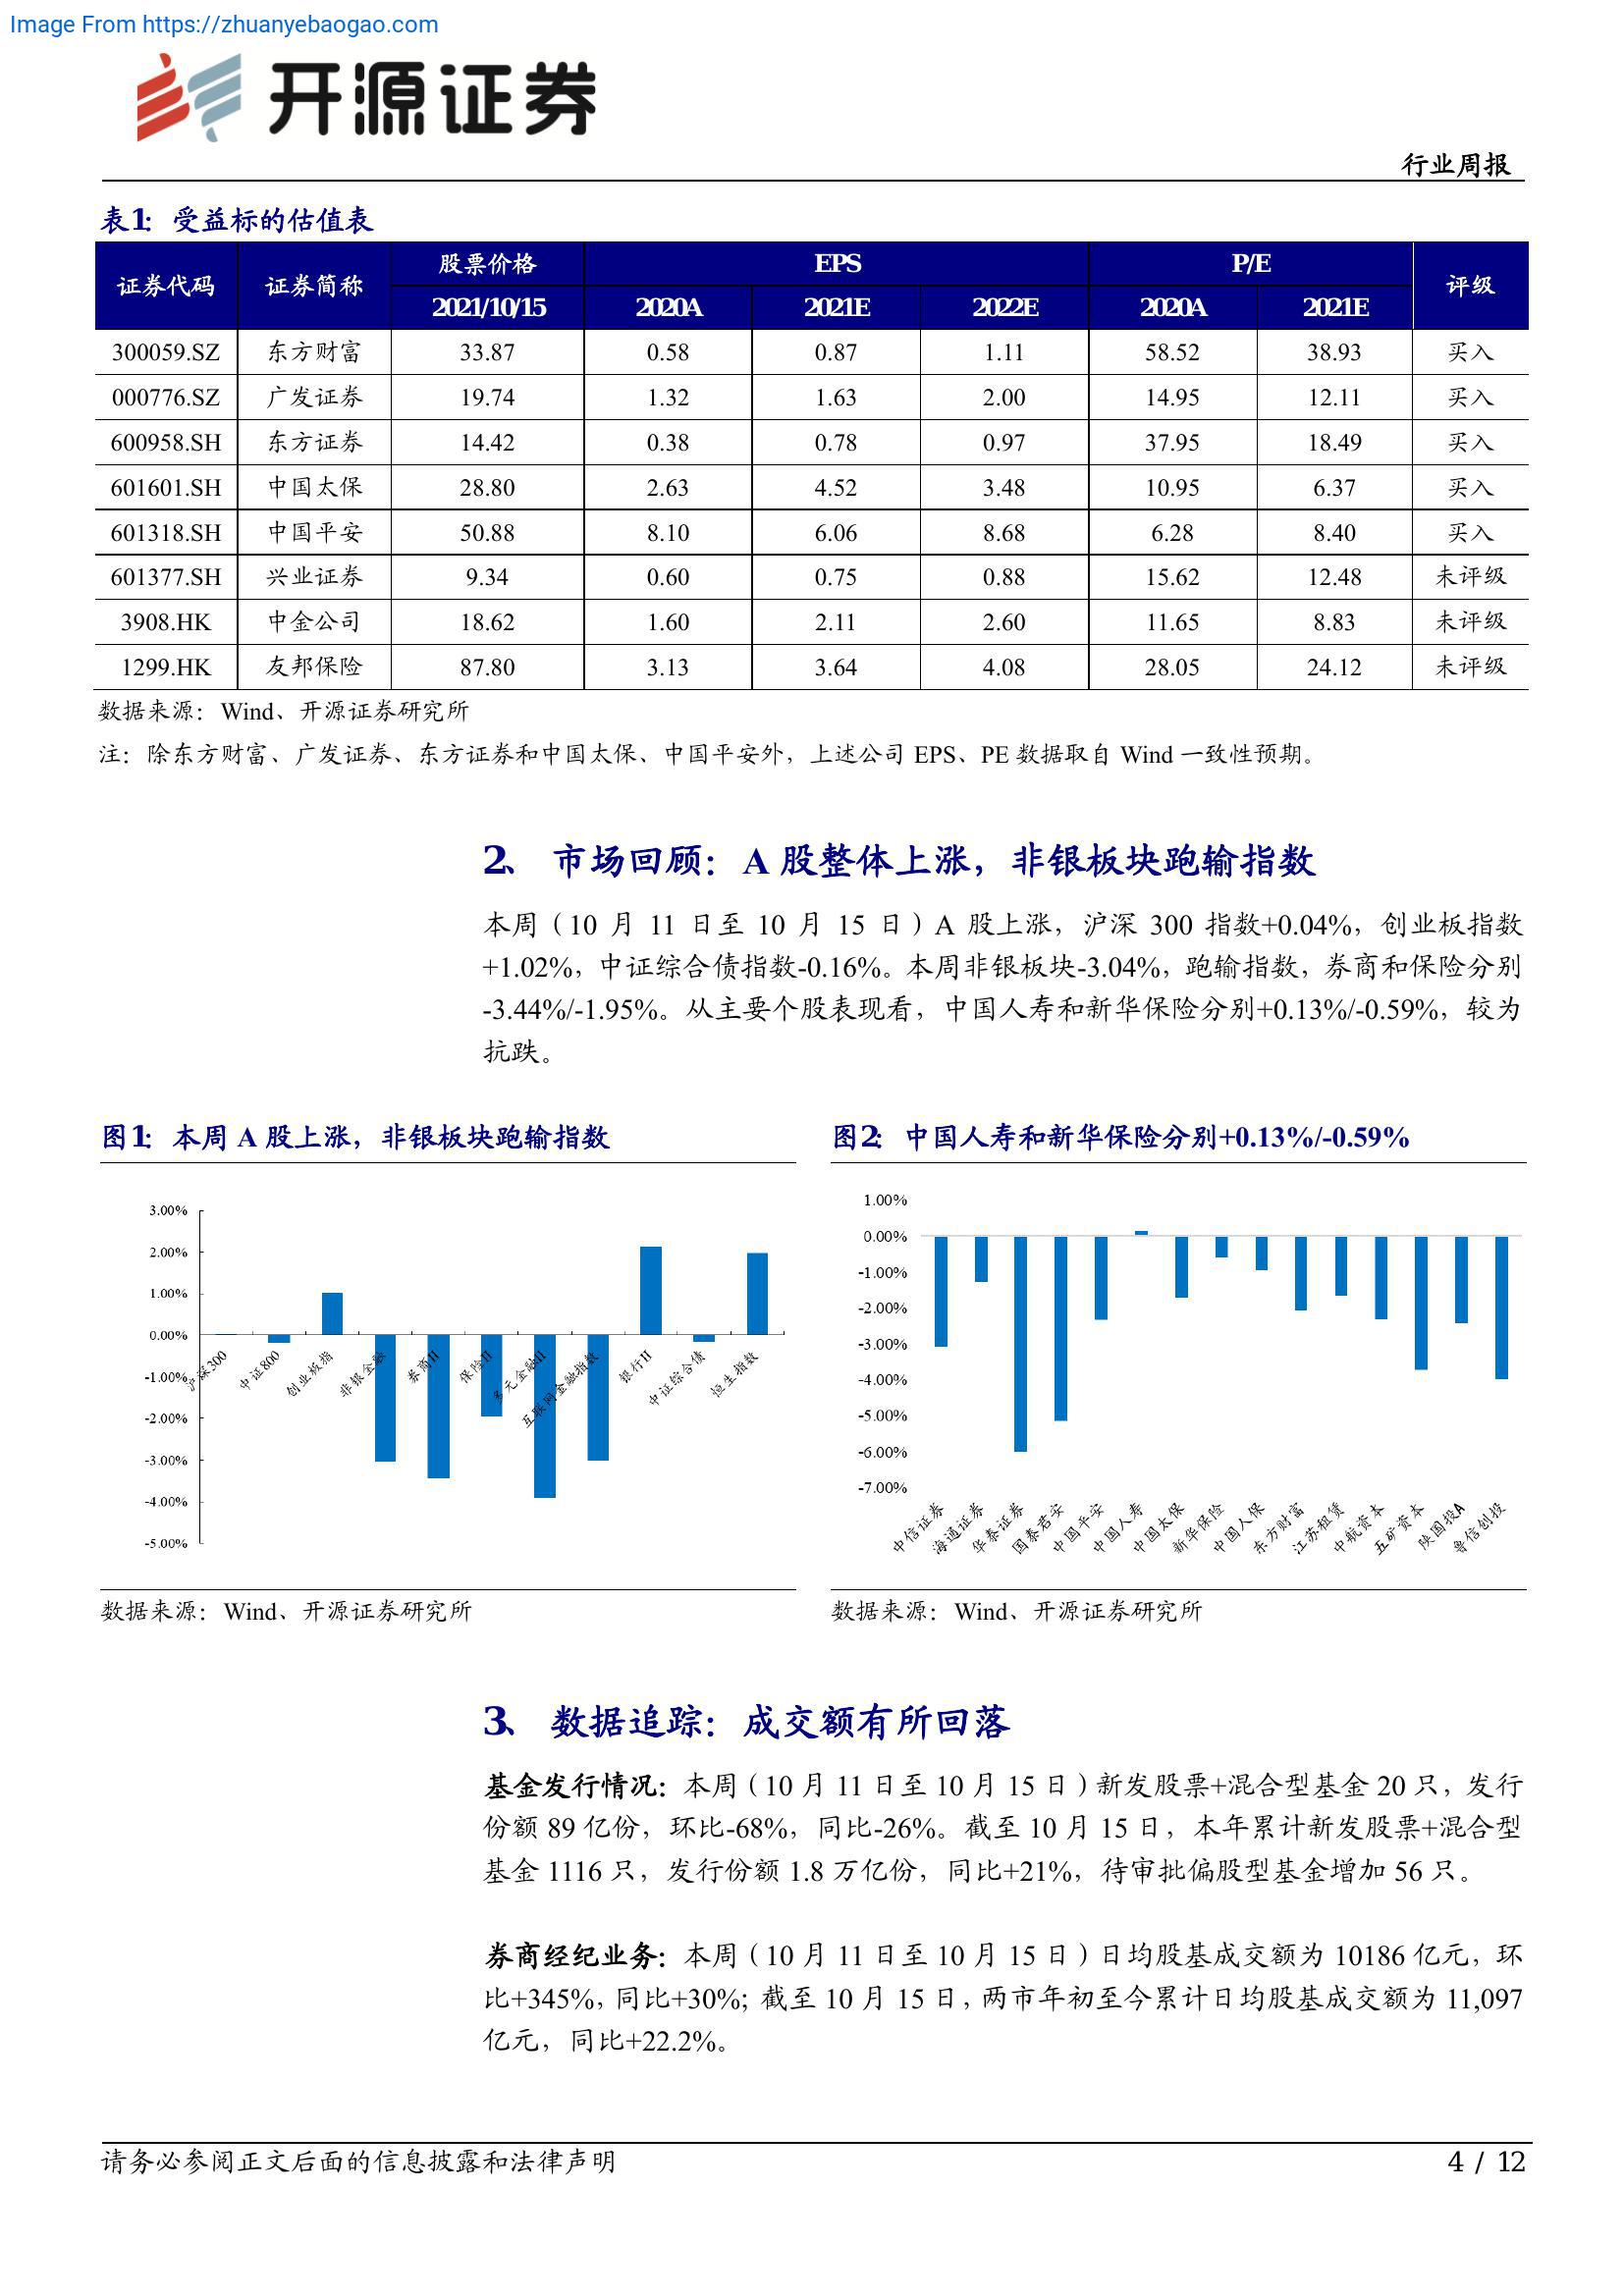 Image From https://zhuanyebaogao.com
开源证券
行业周报
表1： 受益标的估值表
证券代码 证券简称 股票价格 EPS P/E 评级
2021/10/15 2020A 2021E 2022E 2020A 2021E
300059.SZ 东方财富 33.87 0.58 0.87 1.11 58.52 38.93 买入
000776.SZ 广发证券 19.74 1.32 1.63 2.00 14.95 12.11 买入
600958.SH 东方证券 14.42 0.38 0.78 0.97 37.95 18.49 买入
601601.SH 中国太保 28.80 2.63 4.52 3.48 10.95 6.37 买入
601318.SH 中国平安 50.88 8.10 6.06 8.68 6.28 8.40 买入
601377.SH 兴业证券 9.34 0.60 0.75 0.88 15.62 12.48 未评级
3908.HK 中金公司 18.62 1.60 2.11 2.60 11.65 8.83 未评级
1299.HK 友邦保险 87.80 3.13 3.64 4.08 28.05 24.12 未评级
数据来源：Wind、开源证券研究所
注：除东方财富、广发证券、东方证券和中国太保、中国平安外，上述公司 EPS、PE 数据取自 Wind 一致性预期。
2、 市场回顾：A 股整体上涨，非银板块跑输指数
本周（10 月 11 日至 10 月 15 日）A 股上涨，沪深 300 指数+0.04%，创业板指数
+1.02%，中证综合债指数-0.16%。本周非银板块-3.04%，跑输指数，券商和保险分别
-3.44%/-1.95%。从主要个股表现看，中国人寿和新华保险分别+0.13%/-0.59%，较为
抗跌。
图1： 本周 A 股上涨，非银板块跑输指数
3.00%
2.00%
1.00%
0.00%
-1.00%
-2.00%
-3.00%
-4.00%
-5.00%
沪深300 中证800 创业板指 非银金融 券商II 保险II 多元金融II 互联网金融指数 银行II 中证综合债 恒生指数
数据来源：Wind、开源证券研究所
图2： 中国人寿和新华保险分别+0.13%/-0.59%
1.00%
0.00%
-1.00%
-2.00%
-3.00%
-4.00%
-5.00%
-6.00%
-7.00%
中信证券 海通证券 华泰证券 国泰君安 中国平安 中国人寿 中国太保 新华保险 中国人保 东方财富 江苏租赁 中航资本 五矿资本 陕国投A 鲁信创投
数据来源：Wind、开源证券研究所
3、 数据追踪：成交额有所回落
基金发行情况：本周（10 月 11 日至 10 月 15 日）新发股票+混合型基金 20 只，发行
份额 89 亿份，环比-68%，同比-26%。截至 10 月 15 日，本年累计新发股票+混合型
基金 1116 只，发行份额 1.8 万亿份，同比+21%，待审批偏股型基金增加 56 只。
券商经纪业务：本周（10 月 11 日至 10 月 15 日）日均股基成交额为 10186 亿元，环
比+345%，同比+30%；截至 10 月 15 日，两市年初至今累计日均股基成交额为 11,097
亿元，同比+22.2%。
请务必参阅正文后面的信息披露和法律声明
4 / 12